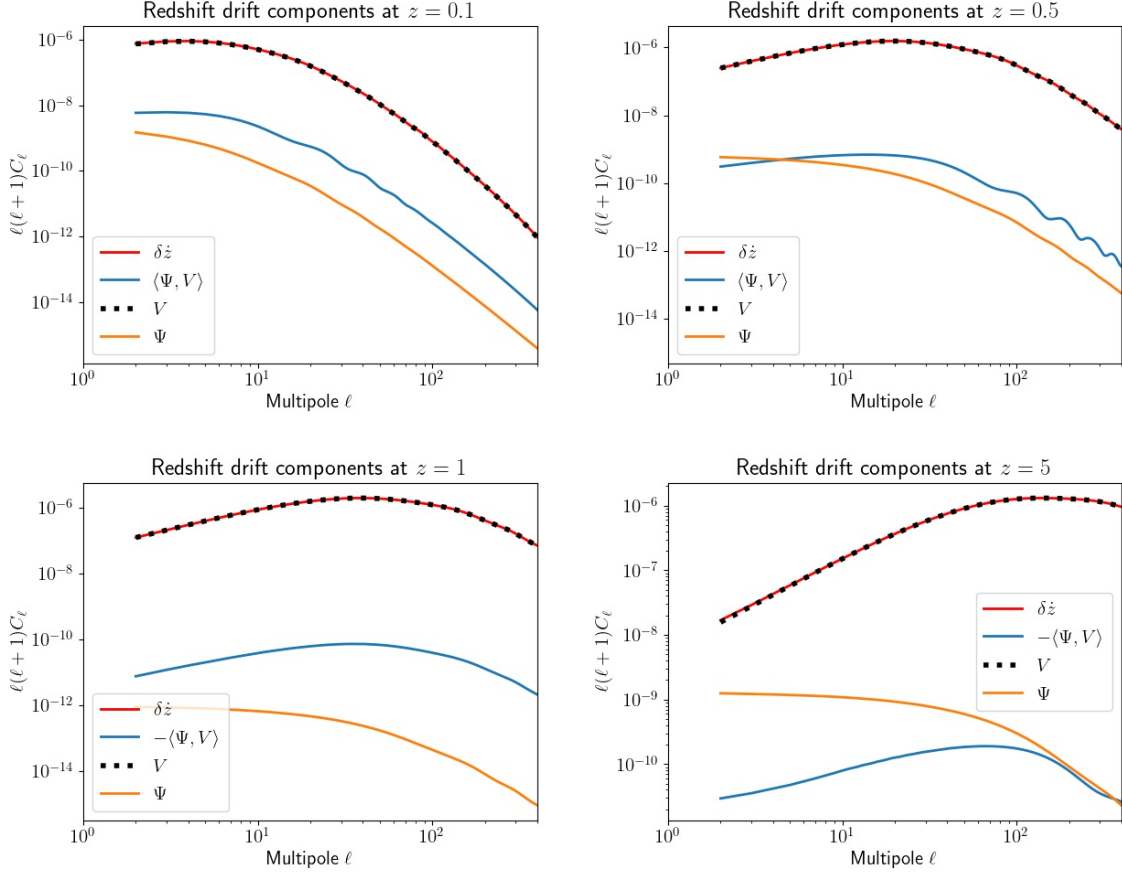 Redshift drift components at z = 0.1
ℓ(ℓ + 1)C_ℓ
10^{-6}
10^{-8}
10^{-10}
10^{-12}
10^{-14}
δż
⟨Ψ, V⟩
V
Ψ
10^0
10^1
10^2
Multipole ℓ
Redshift drift components at z = 0.5
ℓ(ℓ + 1)C_ℓ
10^{-6}
10^{-8}
10^{-10}
10^{-12}
10^{-14}
δż
⟨Ψ, V⟩
V
Ψ
10^0
10^1
10^2
Multipole ℓ
Redshift drift components at z = 1
ℓ(ℓ + 1)C_ℓ
10^{-6}
10^{-8}
10^{-10}
10^{-12}
10^{-14}
δż
−⟨Ψ, V⟩
V
Ψ
10^0
10^1
10^2
Multipole ℓ
Redshift drift components at z = 5
ℓ(ℓ + 1)C_ℓ
10^{-6}
10^{-7}
10^{-8}
10^{-9}
10^{-10}
δż
−⟨Ψ, V⟩
V
Ψ
10^0
10^1
10^2
Multipole ℓ